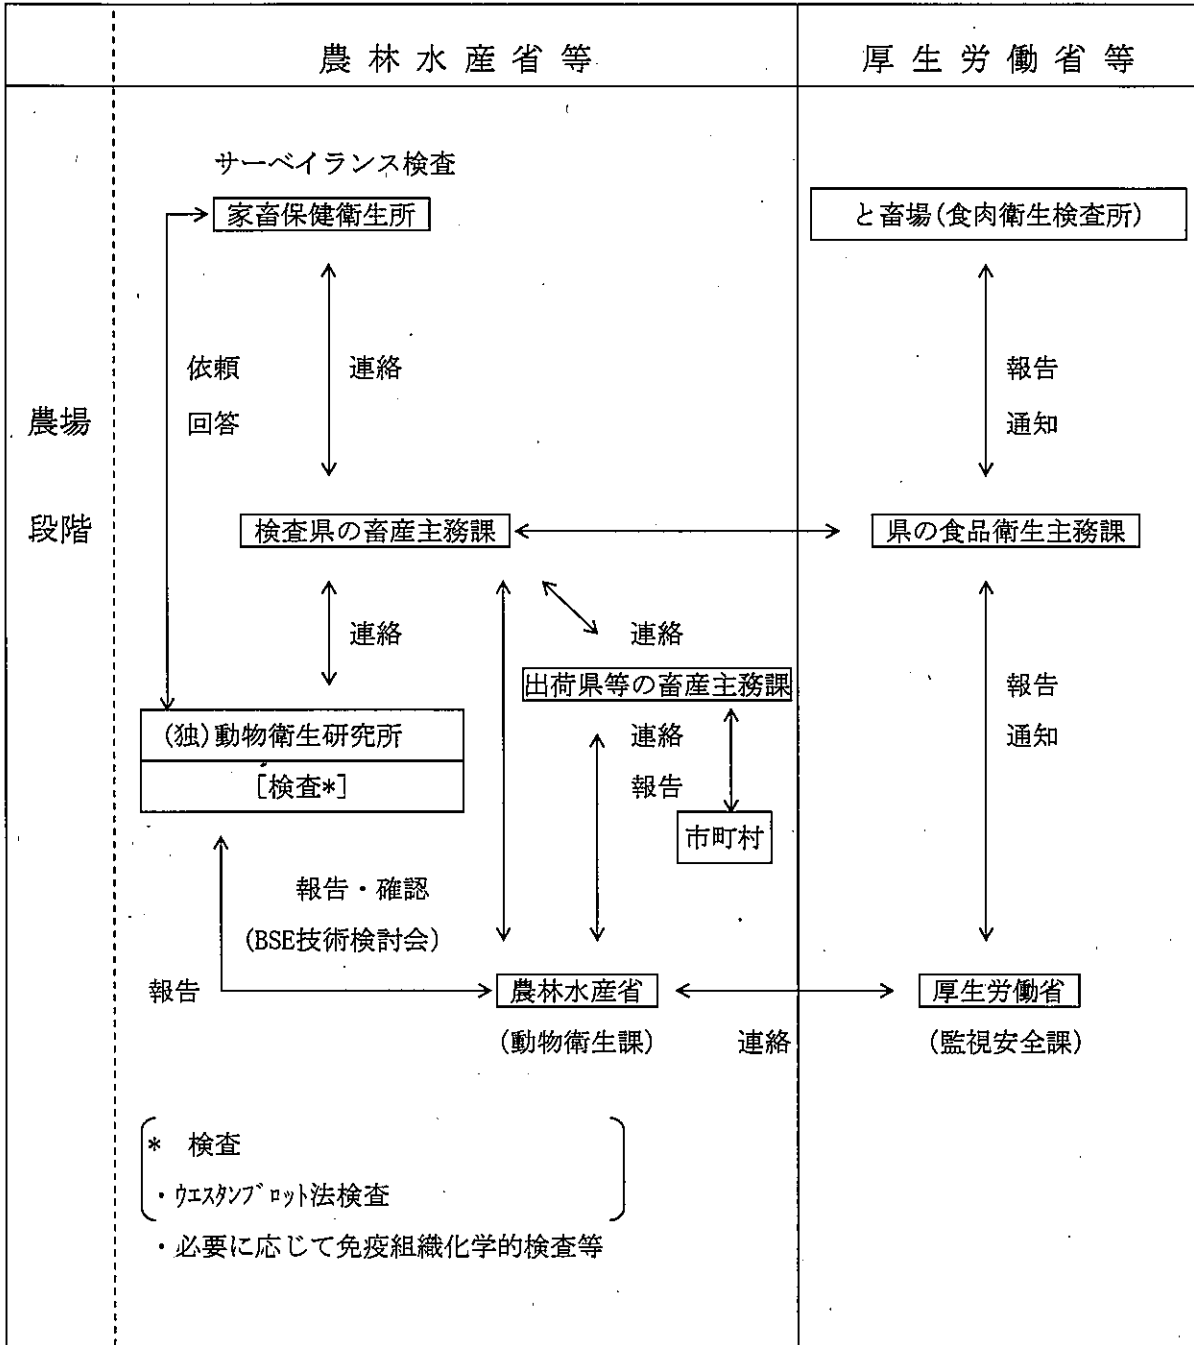 農林水産省等
厚生労働省等
農場
段階
サーベイランス検査
家畜保健衛生所
と畜場(食肉衛生検査所)
依頼
回答
連絡
報告
通知
検査県の畜産主務課
県の食品衛生主務課
連絡
連絡
出荷県等の畜産主務課
連絡
報告
報告
通知
(独)動物衛生研究所
[検査*]
市町村
報告・確認
(BSE技術検討会)
報告
農林水産省
(動物衛生課)
連絡
厚生労働省
(監視安全課)
* 検査
・ウエスタンブロット法検査
・必要に応じて免疫組織化学的検査等